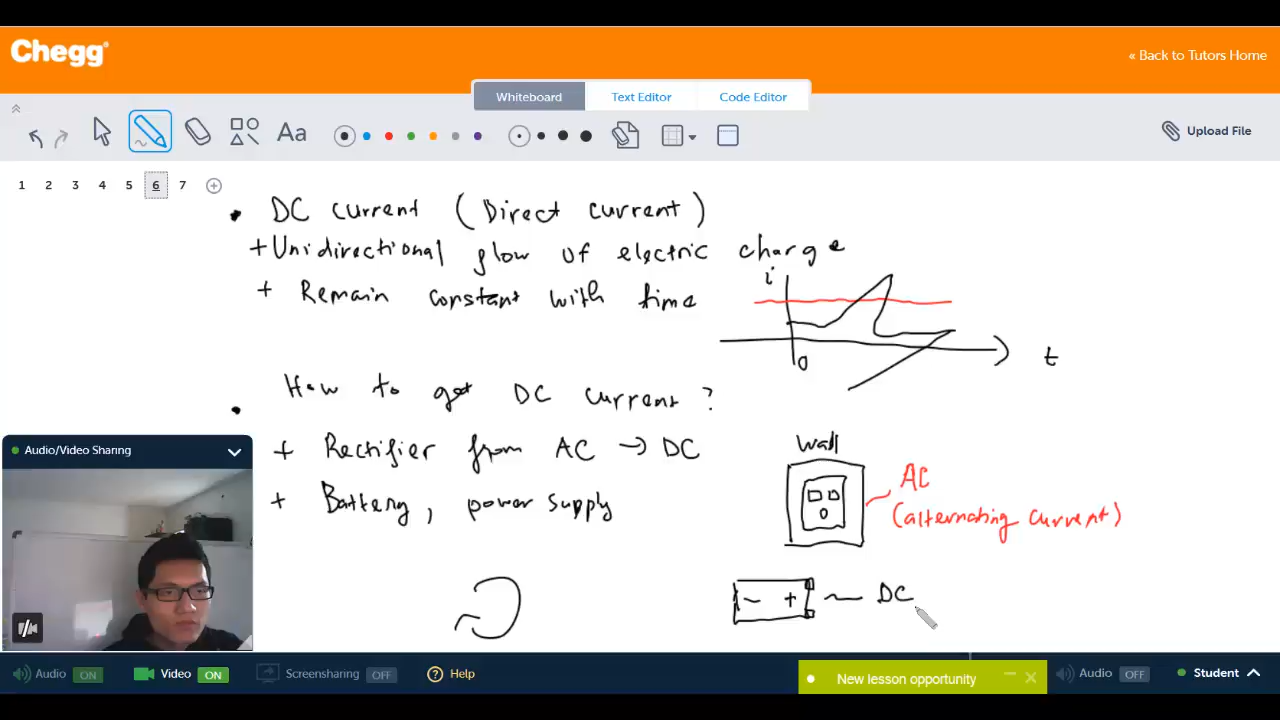 Chegg
« Back to Tutors Home
Whiteboard
Text Editor
Code Editor
Aa
Upload File
1 2 3 4 5 6 7
• DC current (Direct current)
+ Unidirectional flow of electric charge
+ Remain constant with time
i
0
t
• How to get DC current?
+ Rectifier from AC → DC
+ Battery, power supply
wall
AC
(alternating current)
- + DC
Audio/Video Sharing
Audio ON
Video ON
Screensharing OFF
? Help
New lesson opportunity
Audio OFF
Student